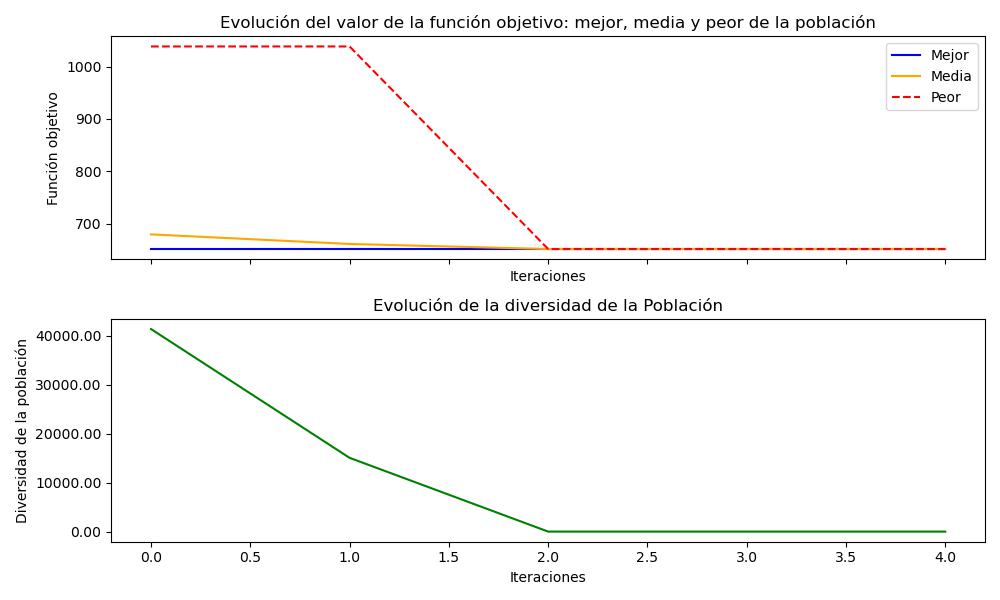 Evolución del valor de la función objetivo: mejor, media y peor de la población
Función objetivo
1000
900
800
700
Mejor
Media
Peor
Iteraciones
Evolución de la diversidad de la Población
Diversidad de la población
40000.00
30000.00
20000.00
10000.00
0.00
0.0 0.5 1.0 1.5 2.0 2.5 3.0 3.5 4.0
Iteraciones